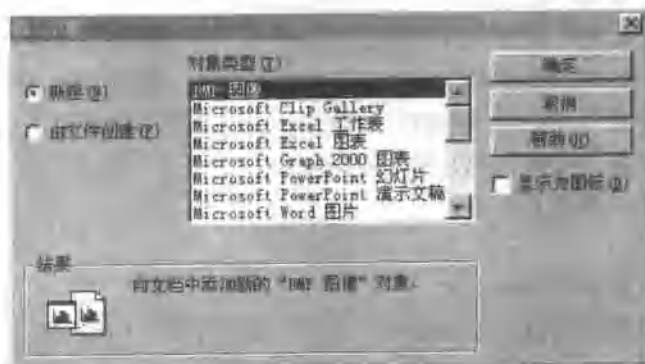 对象类型(T)
确定
新建(N)
BMP 图像
Microsoft Clip Gallery
取消
Microsoft Excel 工作表
由文件创建(F)
Microsoft Excel 图表
帮助(H)
Microsoft Graph 2000 图表
Microsoft PowerPoint 幻灯片
显示为图标(D)
Microsoft PowerPoint 演示文稿
Microsoft Word 图片
结果
向文档中添加新的“BMP 图像”对象。